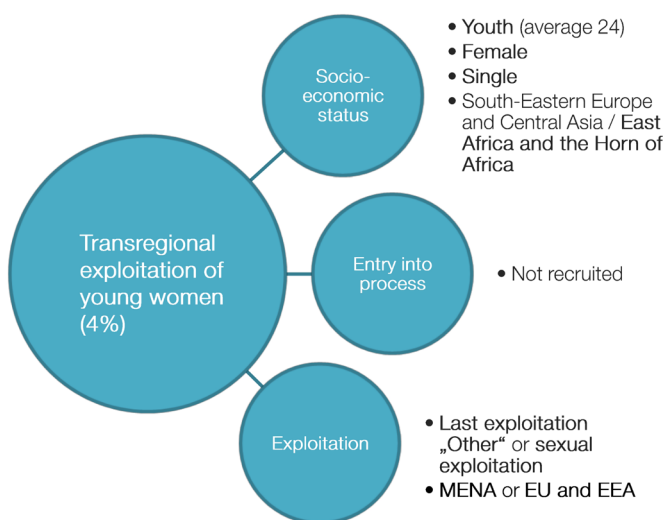 Transregional
exploitation of
young women
(4%)
Socio-
economic
status
• Youth (average 24)
• Female
• Single
• South-Eastern Europe
and Central Asia / East
Africa and the Horn of
Africa
Entry into
process
• Not recruited
Exploitation
• Last exploitation
„Other“ or sexual
exploitation
• MENA or EU and EEA